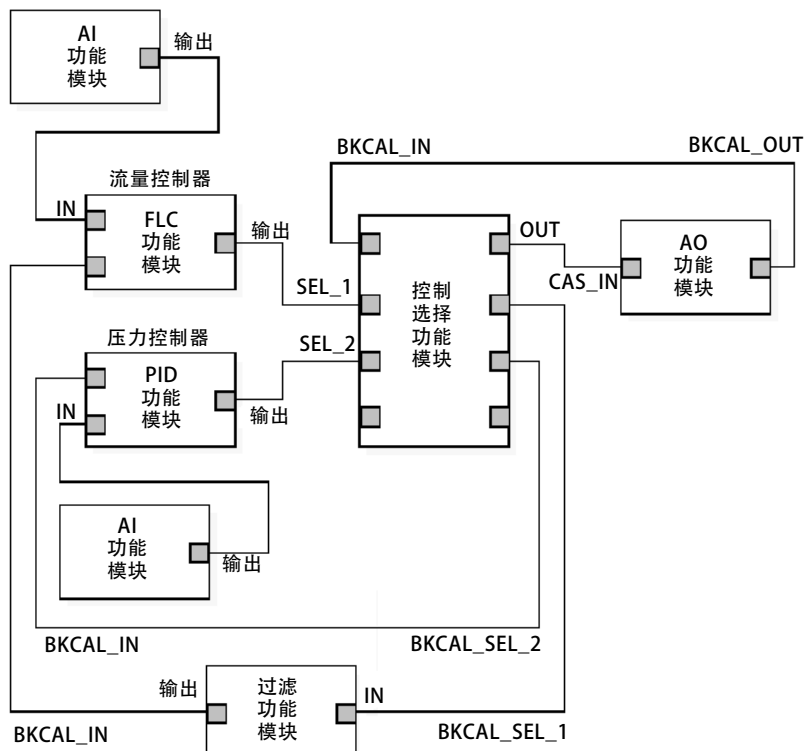 AI
功能
模块
输出
BKCAL_IN
BKCAL_OUT
流量控制器
IN
FLC
功能
模块
输出
SEL_1
控制
选择
功能
模块
OUT
CAS_IN
AO
功能
模块
压力控制器
SEL_2
IN
PID
功能
模块
输出
AI
功能
模块
输出
BKCAL_IN
BKCAL_SEL_2
输出
过滤
功能
模块
IN
BKCAL_IN
BKCAL_SEL_1